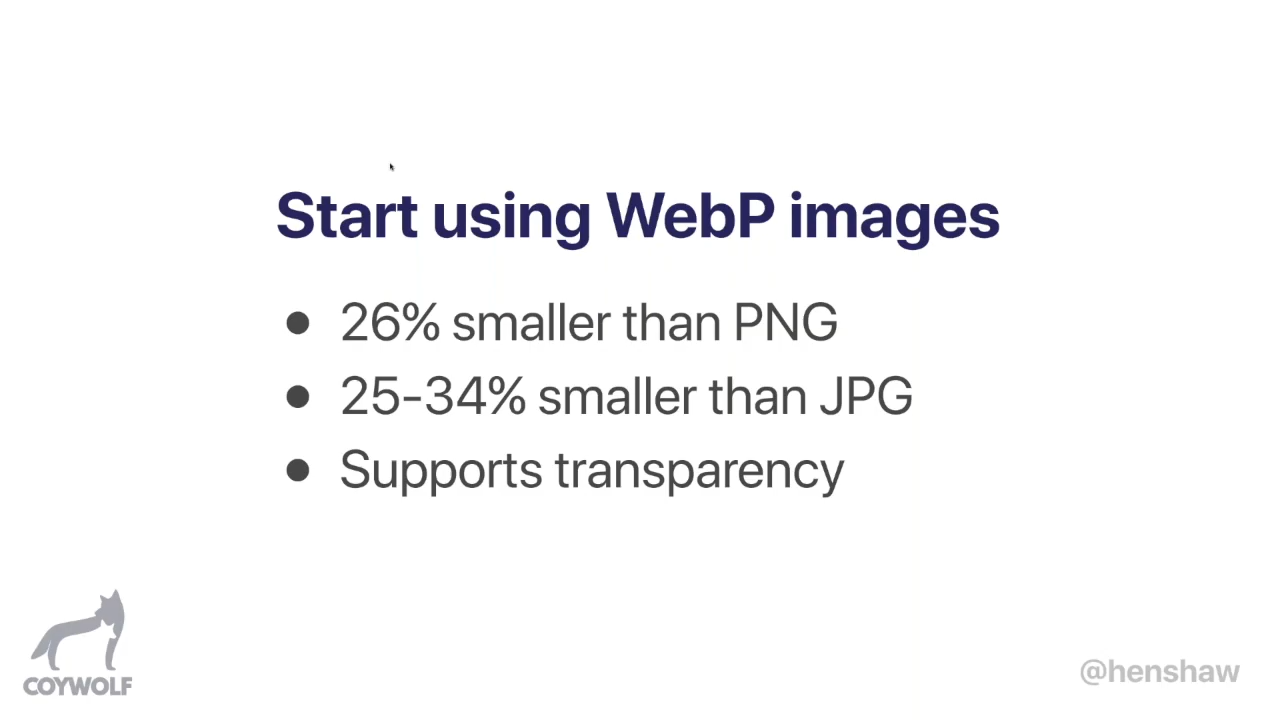 Start using WebP images
● 26% smaller than PNG
● 25-34% smaller than JPG
● Supports transparency
COYWOLF
@henshaw